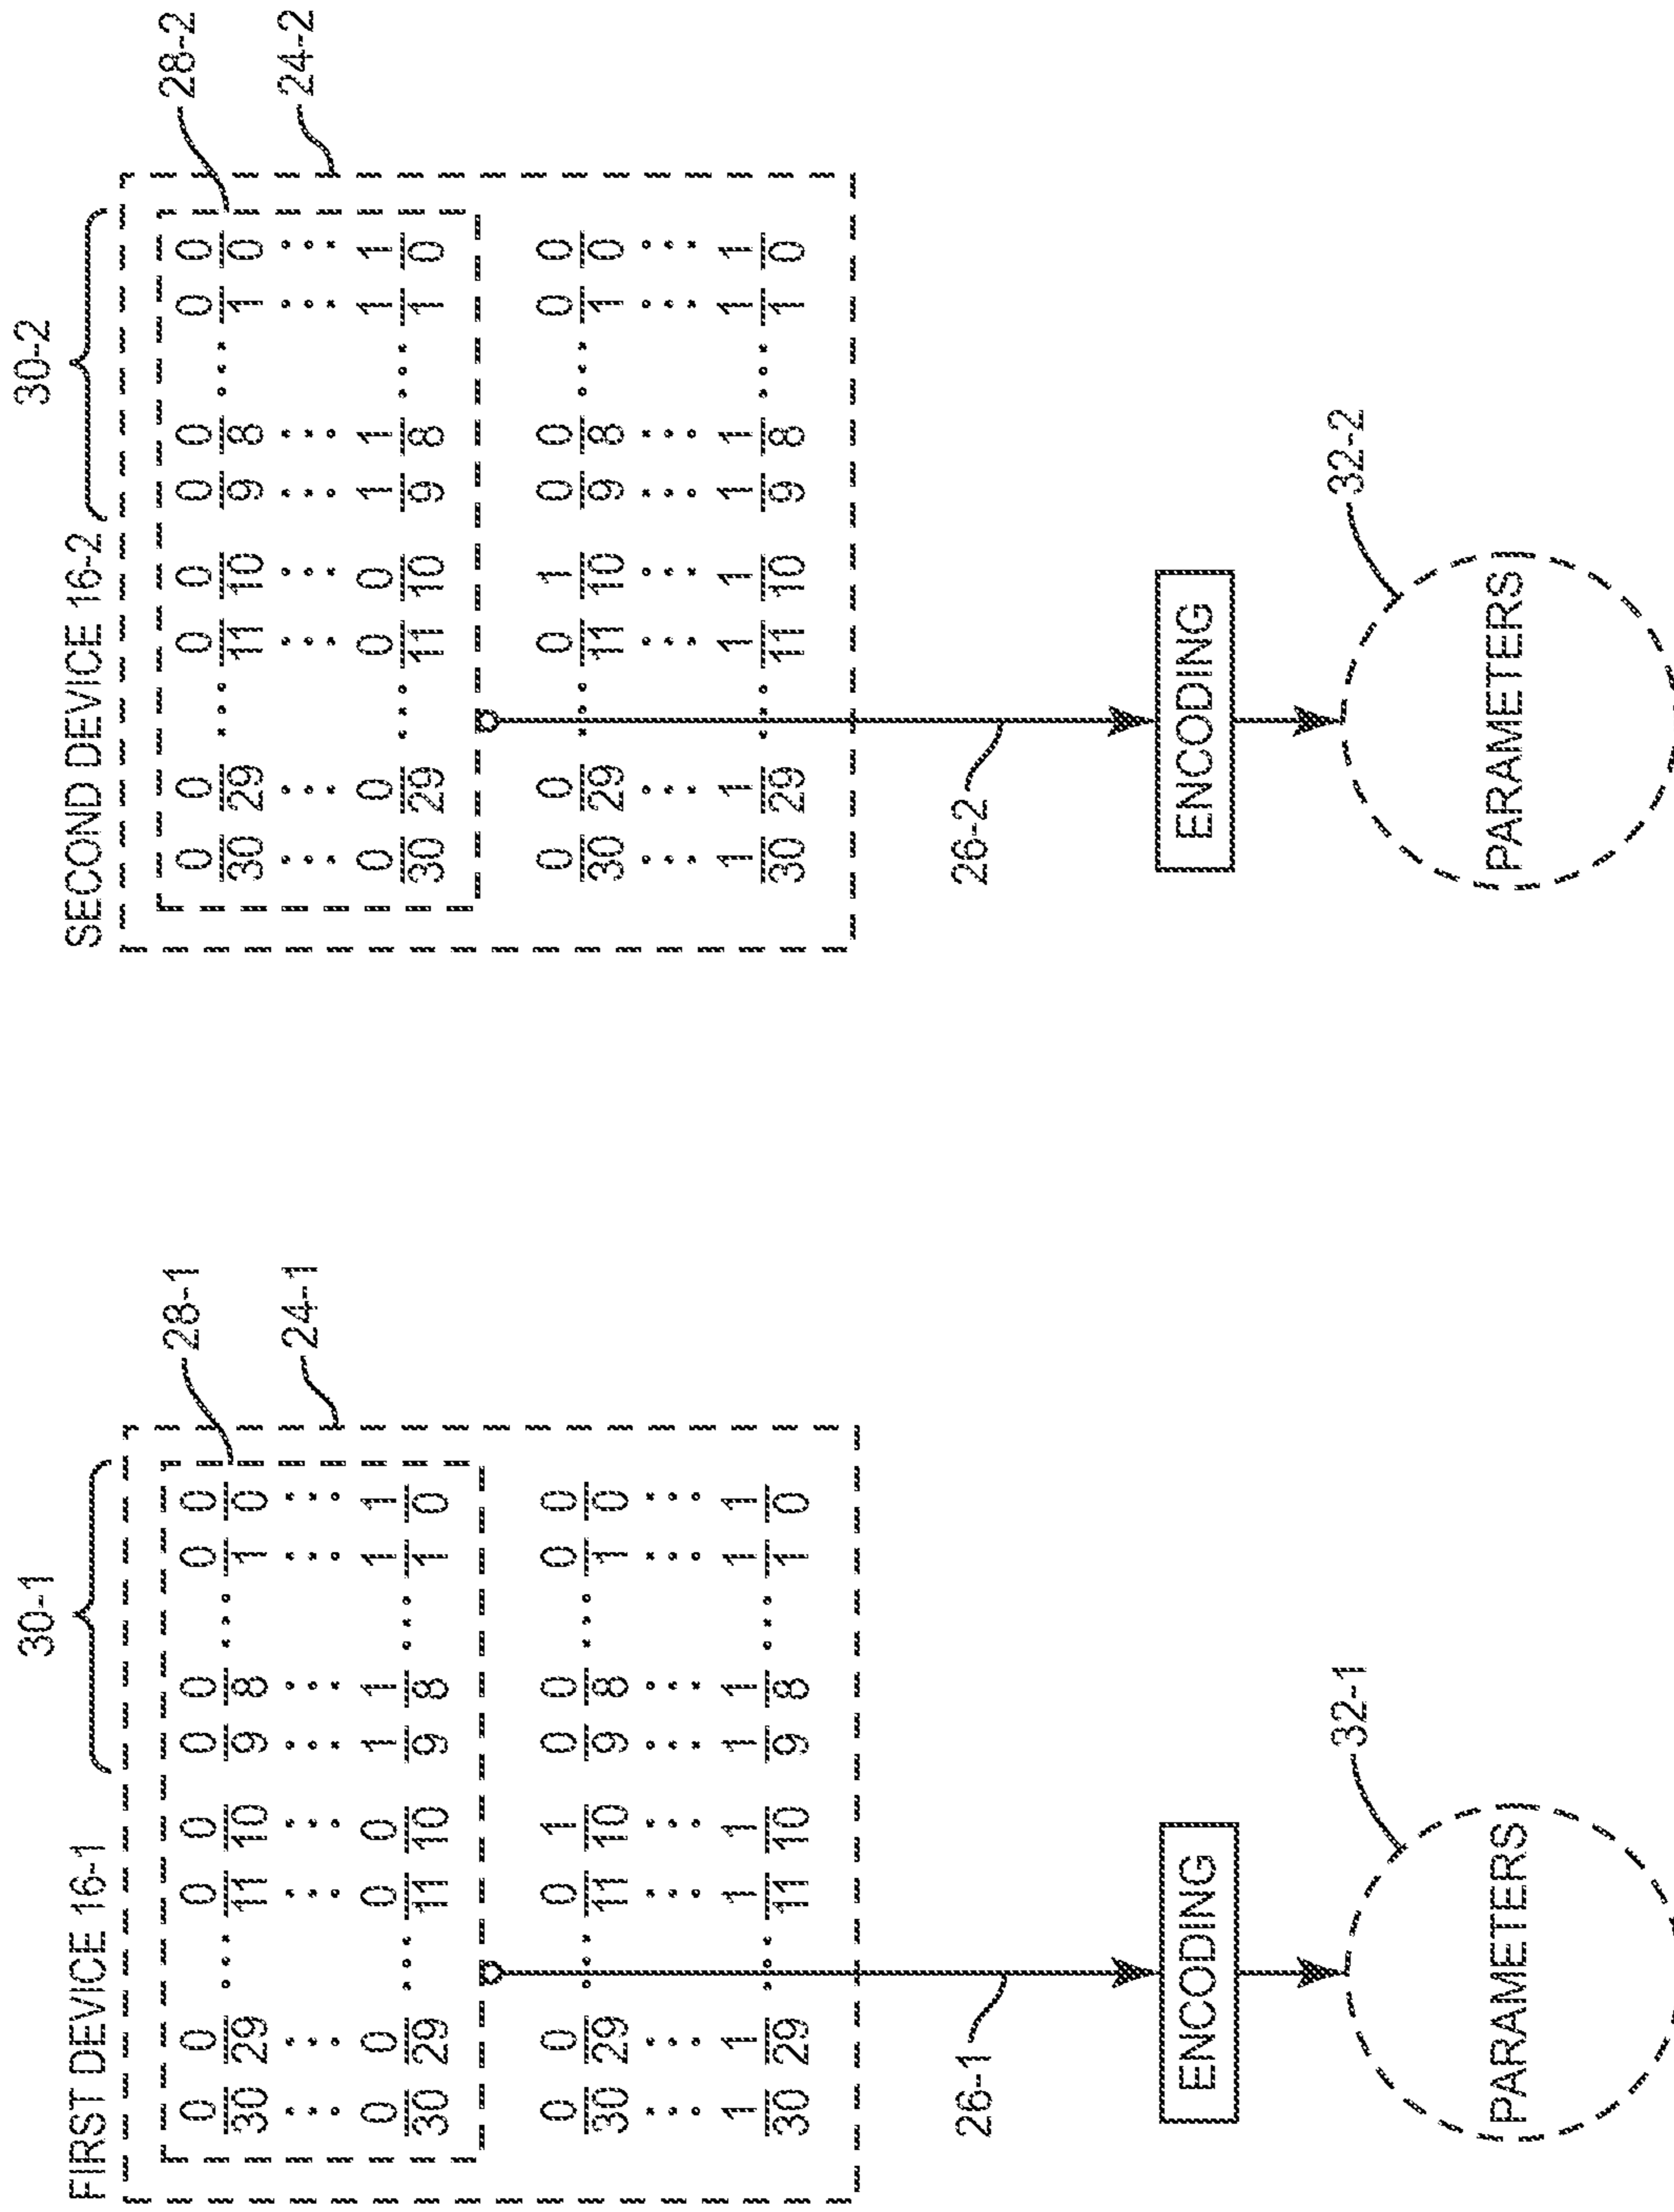 30-1
FIRST DEVICE 16-1
0 0 ... 0 0 0 0 ... 0 0
30 29 11 10 9 8 1 0
0 0 ... 0 0 1 1 ... 1 1
30 29 11 10 9 8 1 0
0 0 ... 0 1 0 0 ... 0 0
30 29 11 10 9 8 1 0
1 1 ... 1 1 1 1 ... 1 1
30 29 11 10 9 8 1 0
28-1
24-1
26-1
ENCODING
32-1
PARAMETERS
30-2
SECOND DEVICE 16-2
0 0 ... 0 0 0 0 ... 0 0
30 29 11 10 9 8 1 0
0 0 ... 0 0 1 1 ... 1 1
30 29 11 10 9 8 1 0
0 0 ... 0 1 0 0 ... 0 0
30 29 11 10 9 8 1 0
1 1 ... 1 1 1 1 ... 1 1
30 29 11 10 9 8 1 0
28-2
24-2
26-2
ENCODING
32-2
PARAMETERS